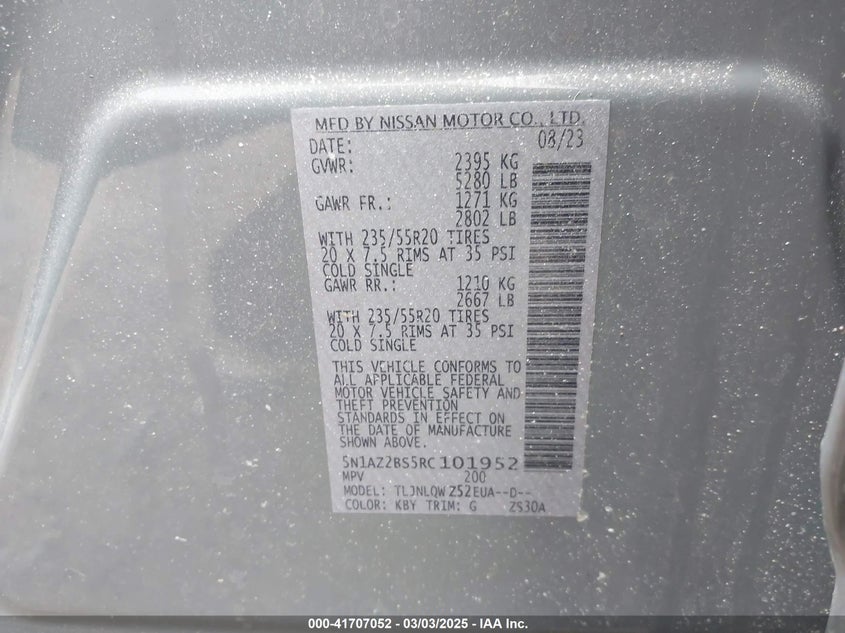 MFD BY NISSAN MOTOR CO., LTD.
DATE: 08/23
GVWR: 2395 KG
5280 LB
GAWR FR.: 1271 KG
2802 LB
WITH 235/55R20 TIRES
20 X 7.5 RIMS AT 35 PSI
COLD SINGLE
GAWR RR.: 1210 KG
2667 LB
WITH 235/55R20 TIRES
20 X 7.5 RIMS AT 35 PSI
COLD SINGLE
THIS VEHICLE CONFORMS TO
ALL APPLICABLE FEDERAL
MOTOR VEHICLE SAFETY AND
THEFT PREVENTION
STANDARDS IN EFFECT ON
THE DATE OF MANUFACTURE
SHOWN ABOVE.
5N1AZ2BS5RC101952
MPV 200
MODEL: TLJNLQW Z52EUA--D--
COLOR: KBY TRIM: G ZS30A
000-41707052 — 03/03/2025 — IAA Inc.